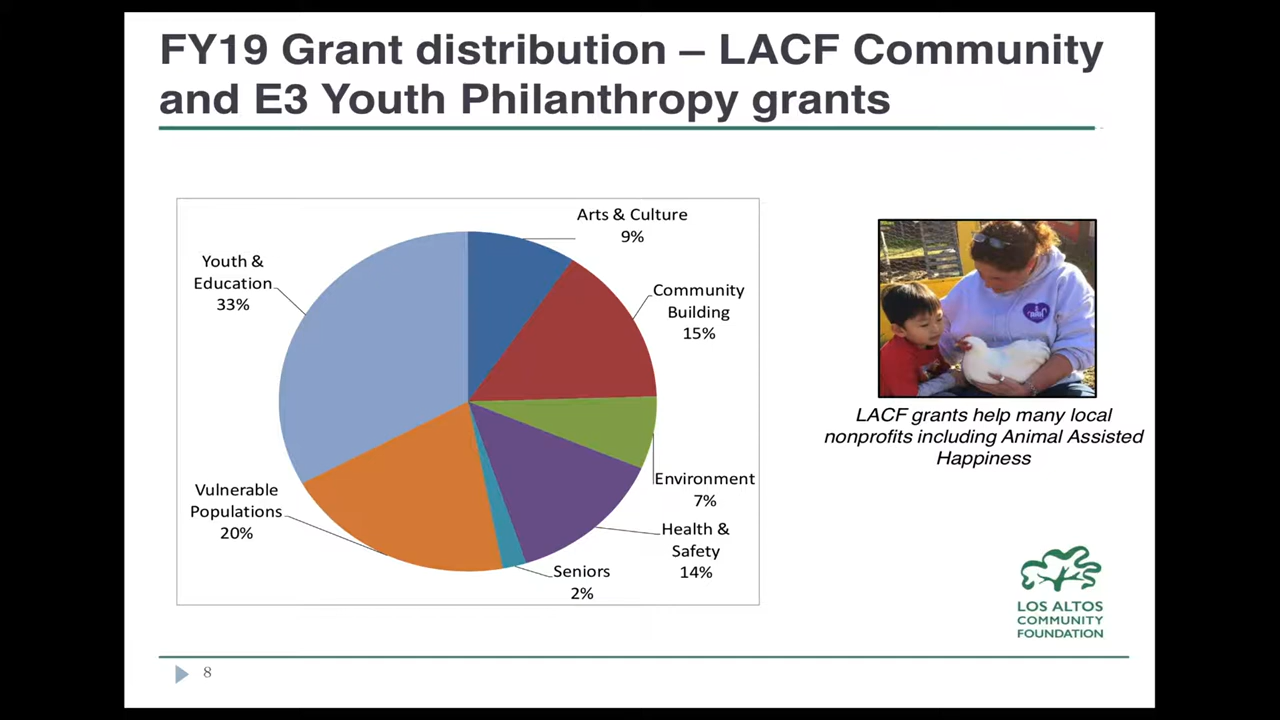 FY19 Grant distribution – LACF Community
and E3 Youth Philanthropy grants
Arts & Culture
9%
Youth &
Education
33%
Community
Building
15%
LACF grants help many local
nonprofits including Animal Assisted
Happiness
Environment
7%
Vulnerable
Populations
20%
Health &
Safety
14%
Seniors
2%
LOS ALTOS
COMMUNITY
FOUNDATION
8